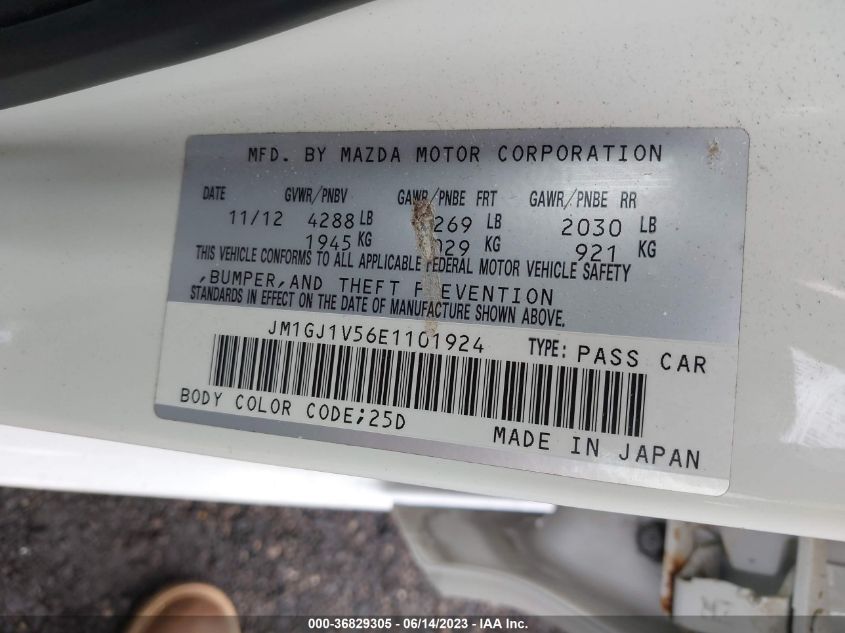 MFD. BY MAZDA MOTOR CORPORATION
DATE GVWR/PNBV GAWR/PNBE FRT GAWR/PNBE RR
11/12 4288 LB 269 LB 2030 LB
1945 KG 029 KG 921 KG
THIS VEHICLE CONFORMS TO ALL APPLICABLE FEDERAL MOTOR VEHICLE SAFETY
,BUMPER,AND THEFT PREVENTION
STANDARDS IN EFFECT ON THE DATE OF MANUFACTURE SHOWN ABOVE.
JM1GJ1V56E1101924 TYPE: PASS CAR
BODY COLOR CODE;25D
MADE IN JAPAN
000-36829305 - 06/14/2023 - IAA Inc.